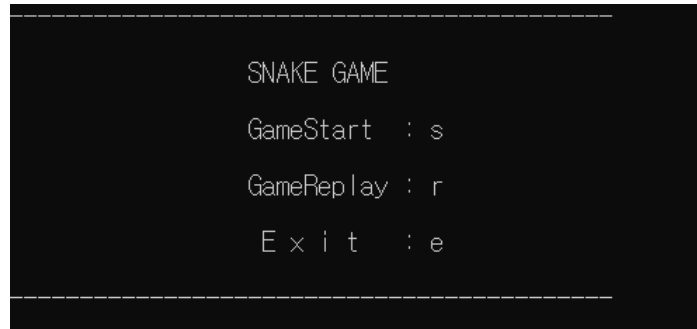 SNAKE GAME
GameStart : s
GameReplay : r
E x i t : e